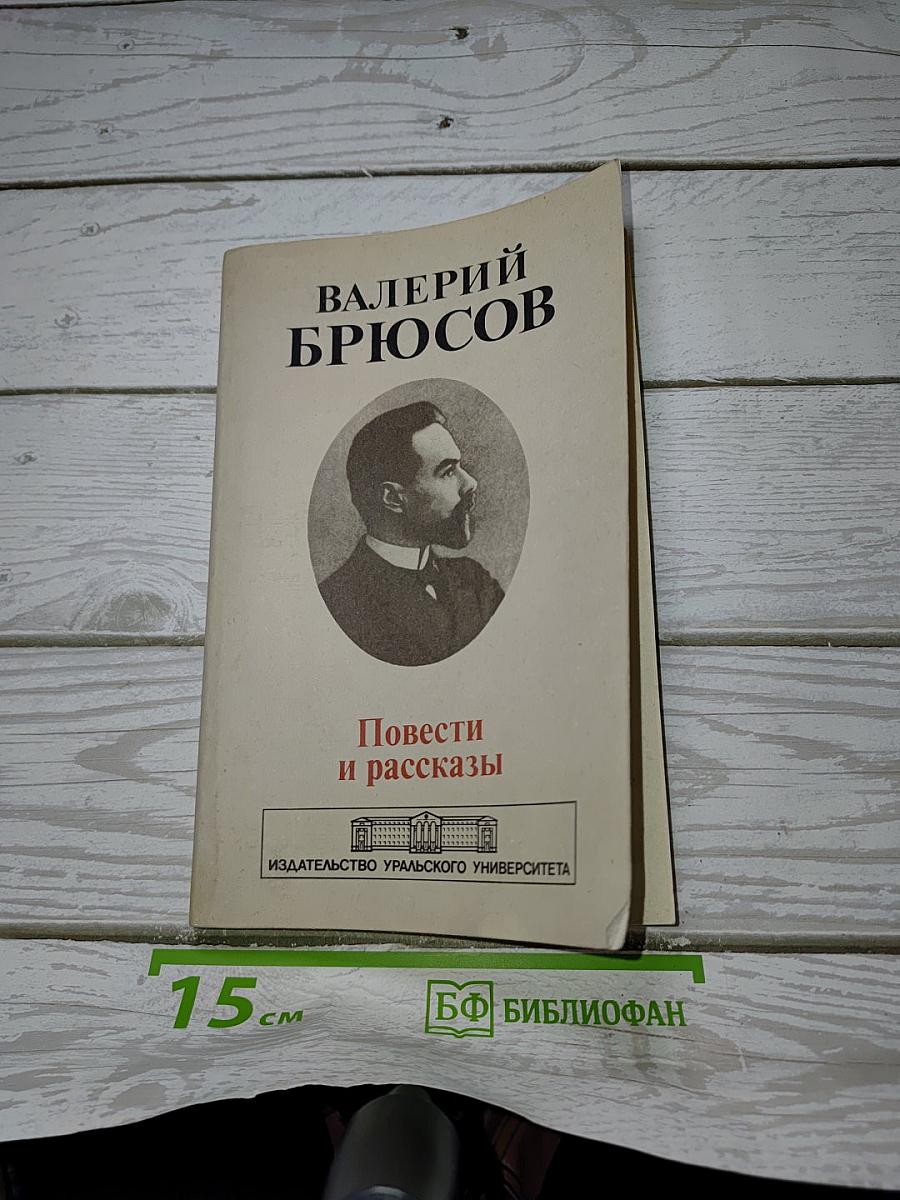 ВАЛЕРИЙ
БРЮСОВ
Повести
и рассказы
ИЗДАТЕЛЬСТВО УРАЛЬСКОГО УНИВЕРСИТЕТА
15 см
БФ БИБЛИОФАН